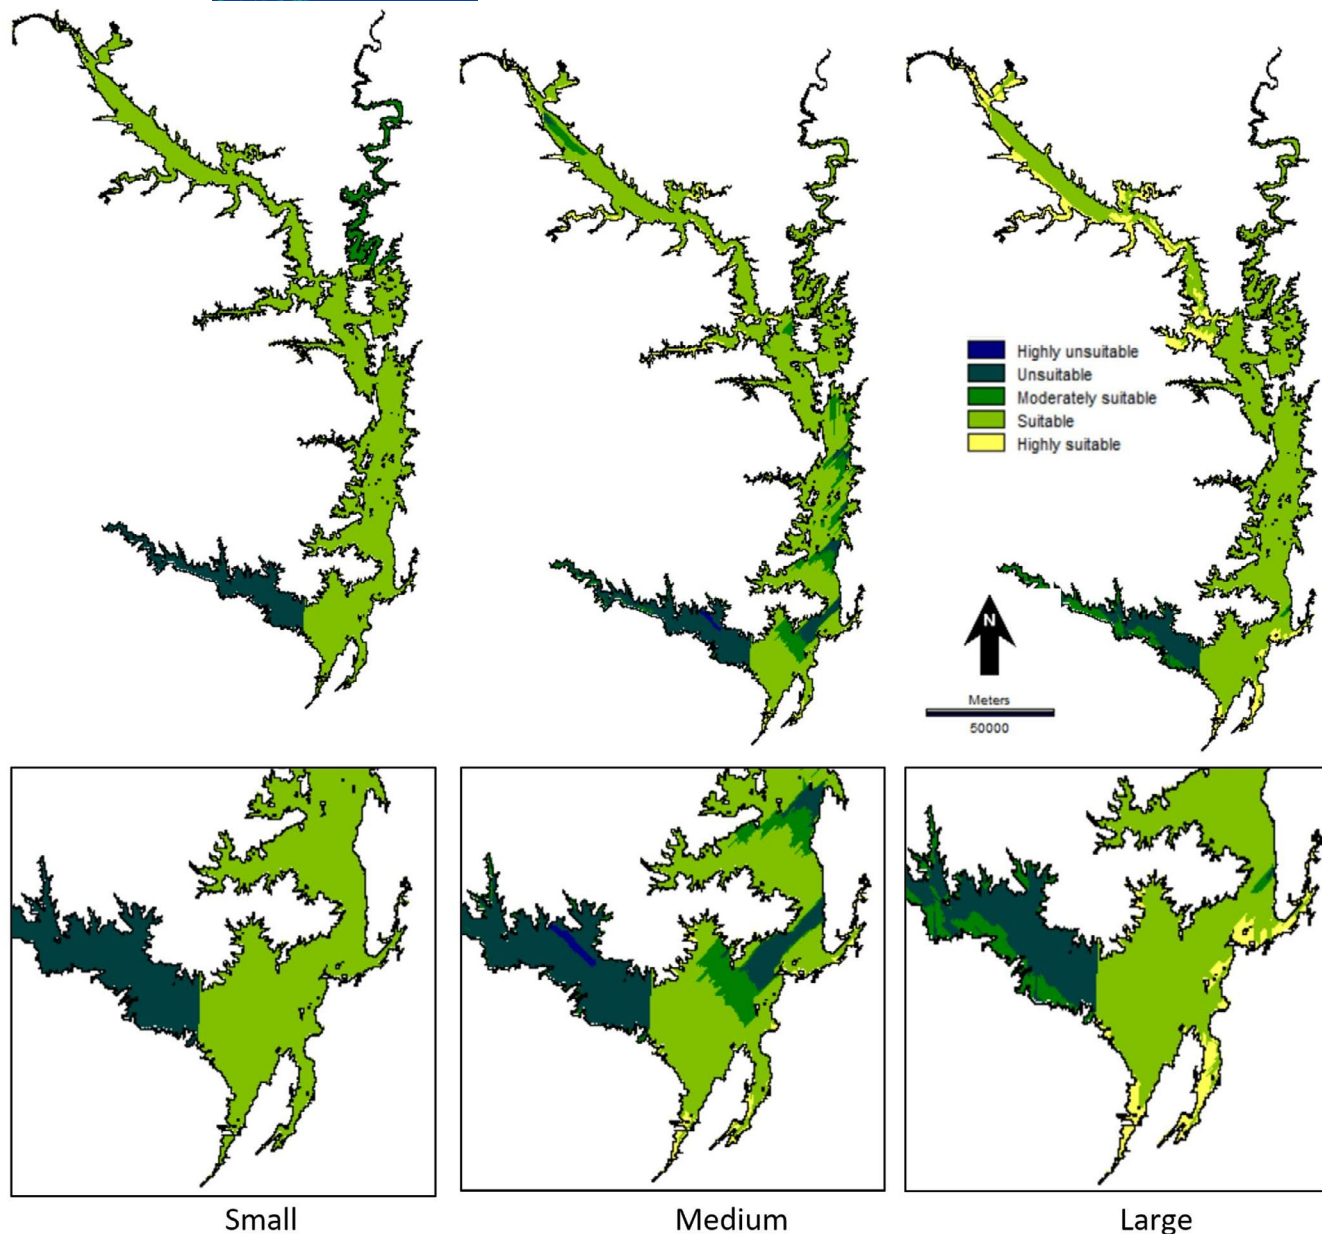 Highly unsuitable
Unsuitable
Moderately suitable
Suitable
Highly suitable
N
Meters
50000
Small
Medium
Large